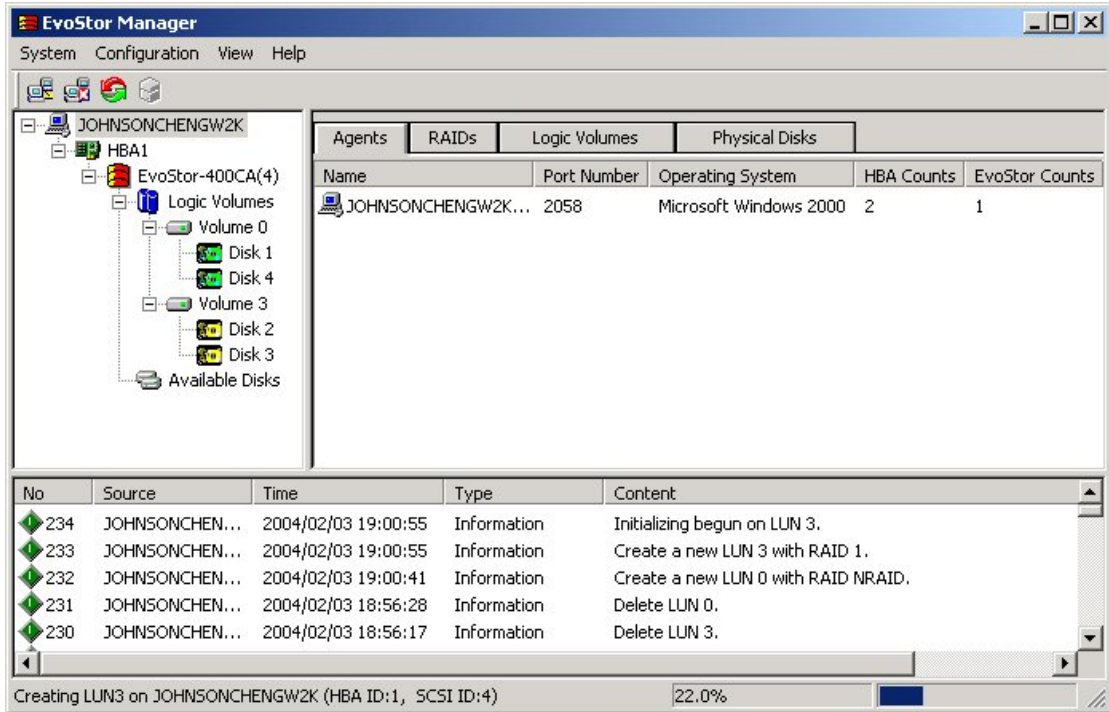 EvoStor Manager
System Configuration View Help
JOHNSONCHENGW2K
HBA1
EvoStor-400CA(4)
Logic Volumes
Volume 0
Disk 1
Disk 4
Volume 3
Disk 2
Disk 3
Available Disks
Agents RAIDs Logic Volumes Physical Disks
Name Port Number Operating System HBA Counts EvoStor Counts
JOHNSONCHENGW2K... 2058 Microsoft Windows 2000 2 1
No Source Time Type Content
234 JOHNSONCHEN... 2004/02/03 19:00:55 Information Initializing begun on LUN 3.
233 JOHNSONCHEN... 2004/02/03 19:00:55 Information Create a new LUN 3 with RAID 1.
232 JOHNSONCHEN... 2004/02/03 19:00:41 Information Create a new LUN 0 with RAID NRAID.
231 JOHNSONCHEN... 2004/02/03 18:56:28 Information Delete LUN 0.
230 JOHNSONCHEN... 2004/02/03 18:56:17 Information Delete LUN 3.
Creating LUN3 on JOHNSONCHENGW2K (HBA ID:1, SCSI ID:4) 22.0%